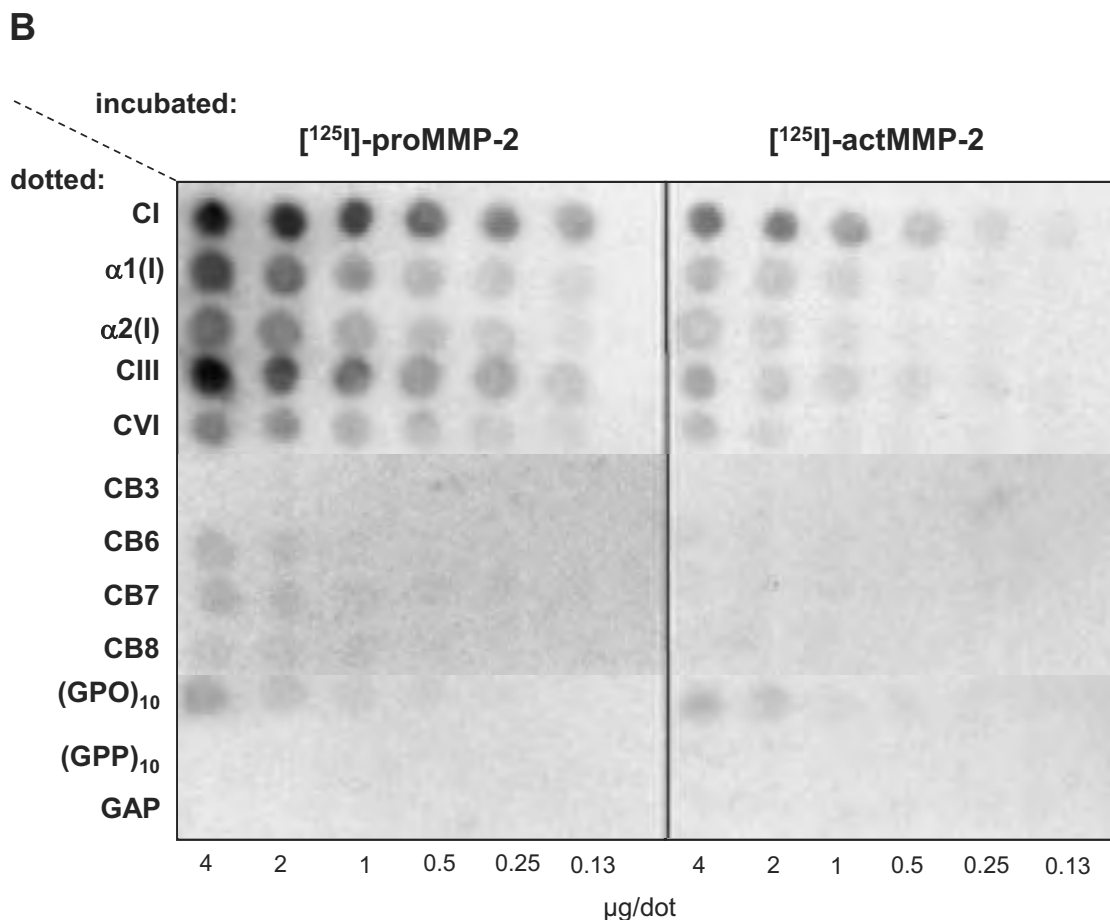 B
incubated:
[¹²⁵I]-proMMP-2 [¹²⁵I]-actMMP-2
dotted:
CI
α1(I)
α2(I)
CIII
CVI
CB3
CB6
CB7
CB8
(GPO)₁₀
(GPP)₁₀
GAP
4 2 1 0.5 0.25 0.13 4 2 1 0.5 0.25 0.13
µg/dot